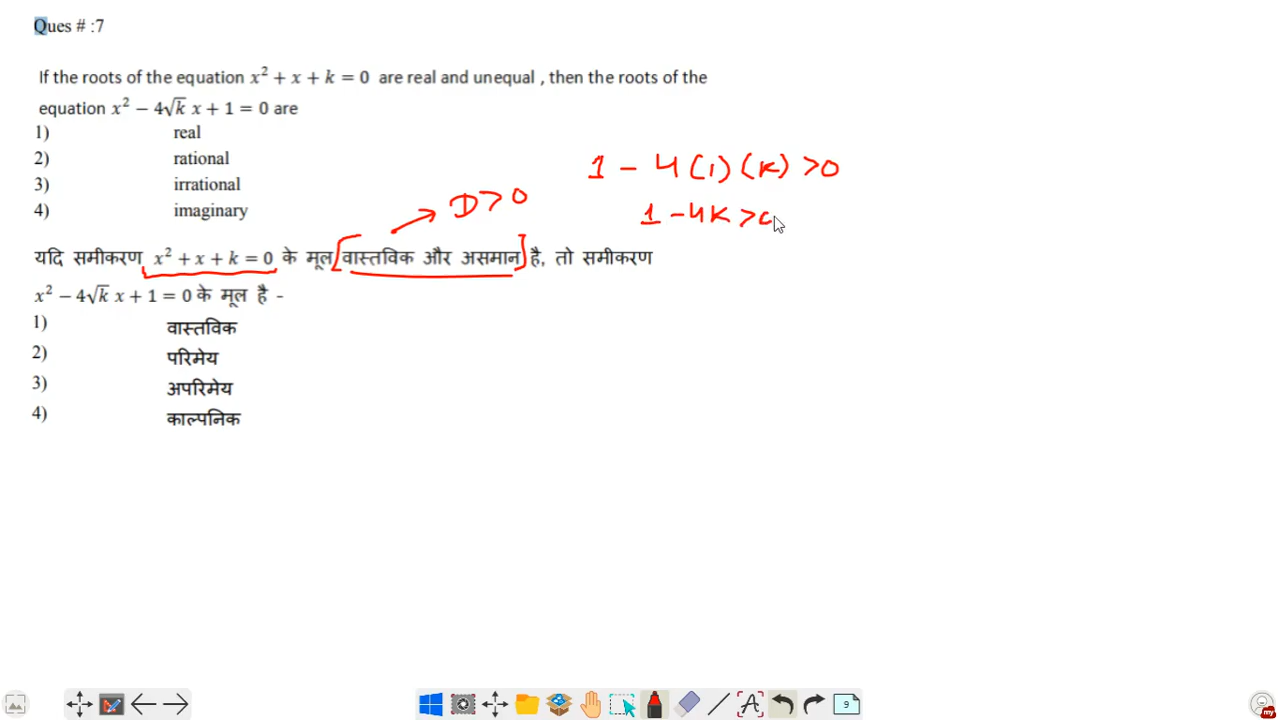 Ques # :7
If the roots of the equation x² + x + k = 0 are real and unequal , then the roots of the
equation x² − 4√k x + 1 = 0 are
1) real
2) rational
3) irrational
4) imaginary
1 - 4(1)(K) >0
D > 0
1 - 4K >0
यदि समीकरण x² + x + k = 0 के मूल [वास्तविक और असमान] है, तो समीकरण
x² − 4√k x + 1 = 0 के मूल है -
1) वास्तविक
2) परिमेय
3) अपरिमेय
4) काल्पनिक
9
my